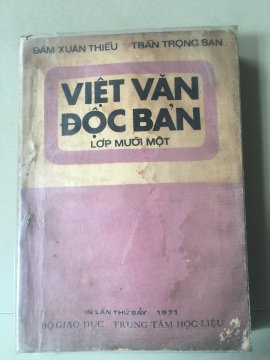 ĐÀM XUÂN THIỀU TRẦN TRỌNG SAN
VIỆT VĂN
ĐỘC BẢN
LỚP MƯỜI MỘT
IN LẦN THỨ BẢY 1971
BỘ GIÁO DỤC TRUNG TÂM HỌC LIỆU